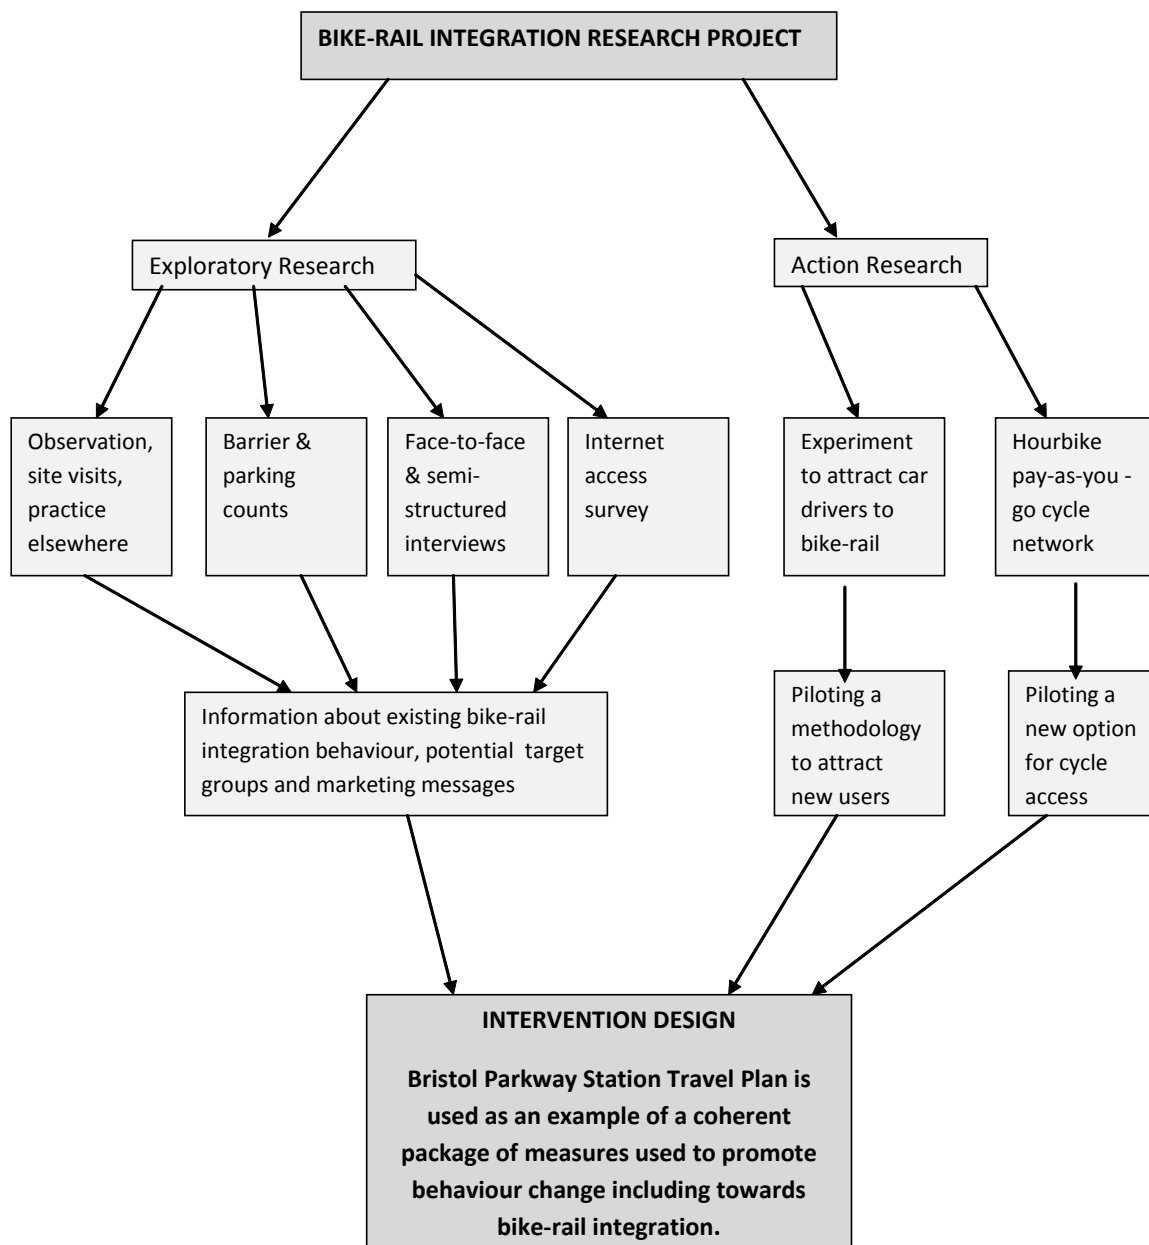 BIKE-RAIL INTEGRATION RESEARCH PROJECT
Exploratory Research
Action Research
Observation,
site visits,
practice
elsewhere
Barrier &
parking
counts
Face-to-face
& semi-
structured
interviews
Internet
access
survey
Experiment
to attract car
drivers to
bike-rail
Hourbike
pay-as-you -
go cycle
network
Information about existing bike-rail
integration behaviour, potential target
groups and marketing messages
Piloting a
methodology
to attract
new users
Piloting a
new option
for cycle
access
INTERVENTION DESIGN
Bristol Parkway Station Travel Plan is
used as an example of a coherent
package of measures used to promote
behaviour change including towards
bike-rail integration.